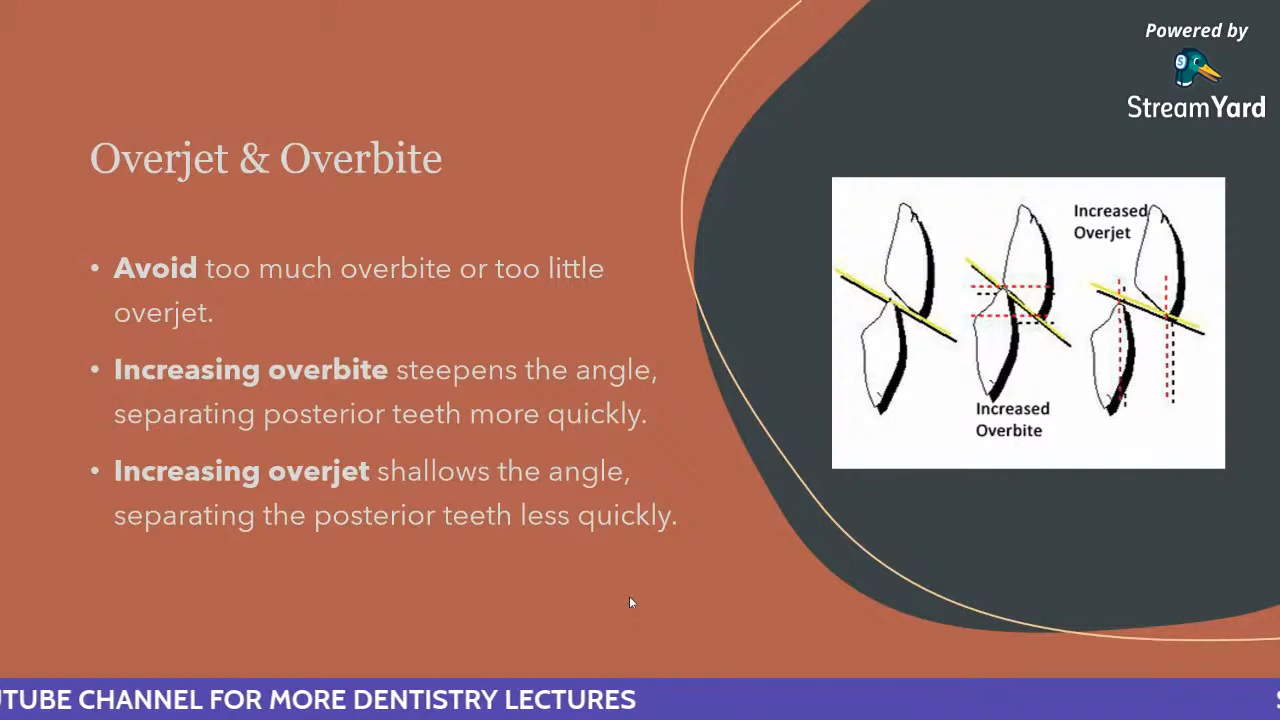 Powered by
StreamYard
Overjet & Overbite
• Avoid too much overbite or too little
overjet.
• Increasing overbite steepens the angle,
separating posterior teeth more quickly.
• Increasing overjet shallows the angle,
separating the posterior teeth less quickly.
Increased
Overjet
Increased
Overbite
UTUBE CHANNEL FOR MORE DENTISTRY LECTURES